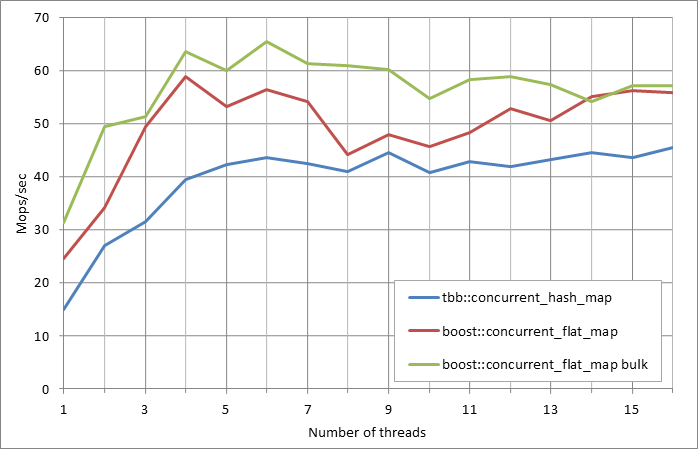 70
60
50
40
30
20
10
0
Mops/sec
tbb::concurrent_hash_map
boost::concurrent_flat_map
boost::concurrent_flat_map bulk
1 3 5 7 9 11 13 15
Number of threads